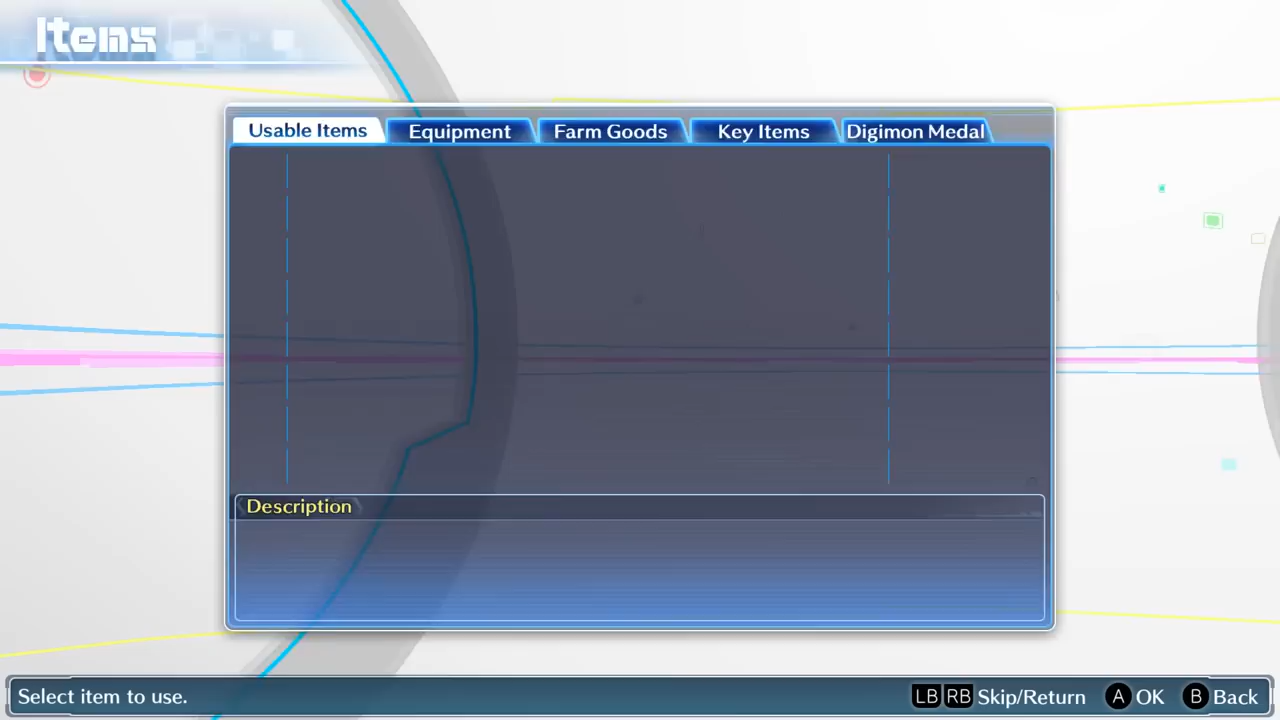 Items
Usable Items
Equipment
Farm Goods
Key Items
Digimon Medal
Description
Select item to use.
LB RB Skip/Return A OK B Back